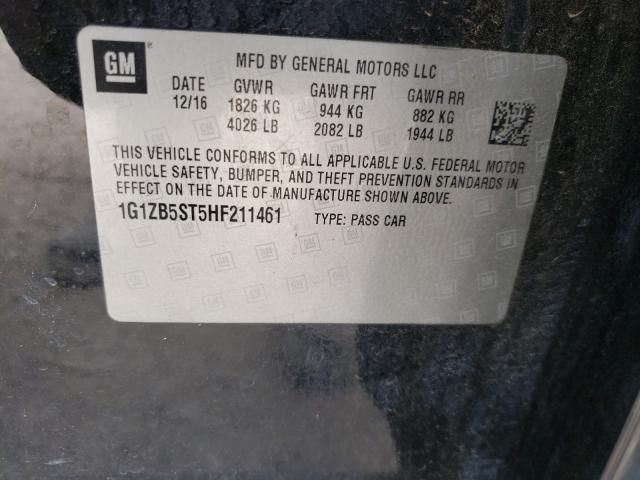 GM
MFD BY GENERAL MOTORS LLC
DATE GVWR GAWR FRT GAWR RR
12/16 1826 KG 944 KG 882 KG
4026 LB 2082 LB 1944 LB
THIS VEHICLE CONFORMS TO ALL APPLICABLE U.S. FEDERAL MOTOR
VEHICLE SAFETY, BUMPER, AND THEFT PREVENTION STANDARDS IN
EFFECT ON THE DATE OF MANUFACTURE SHOWN ABOVE.
1G1ZB5ST5HF211461 TYPE: PASS CAR